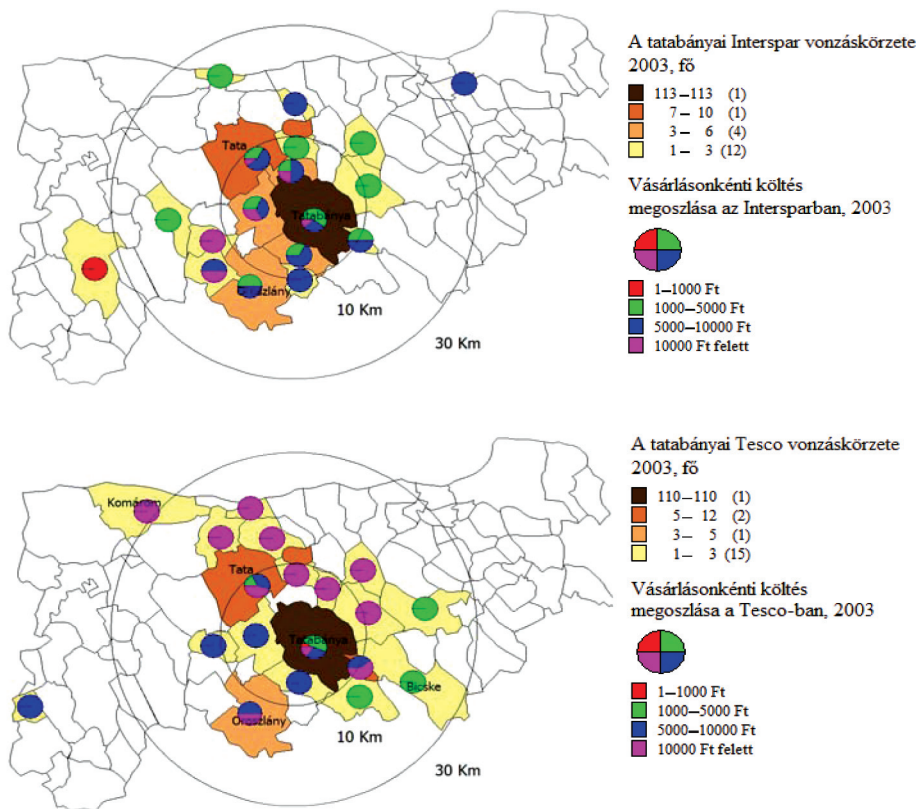 Tata
Tatabánya
Oroszlány
10 Km
30 Km
A tatabányai Interspar vonzáskörzete
2003, fő
113–113 (1)
7– 10 (1)
3– 6 (4)
1– 3 (12)
Vásárlásonkénti költés
megoszlása az Intersparban, 2003
1–1000 Ft
1000–5000 Ft
5000–10000 Ft
10000 Ft felett
Komárom
Tata
Tatabánya
Bicske
Oroszlány
10 Km
30 Km
A tatabányai Tesco vonzáskörzete
2003, fő
110–110 (1)
5– 12 (2)
3– 5 (1)
1– 3 (15)
Vásárlásonkénti költés
megoszlása a Tesco-ban, 2003
1–1000 Ft
1000–5000 Ft
5000–10000 Ft
10000 Ft felett